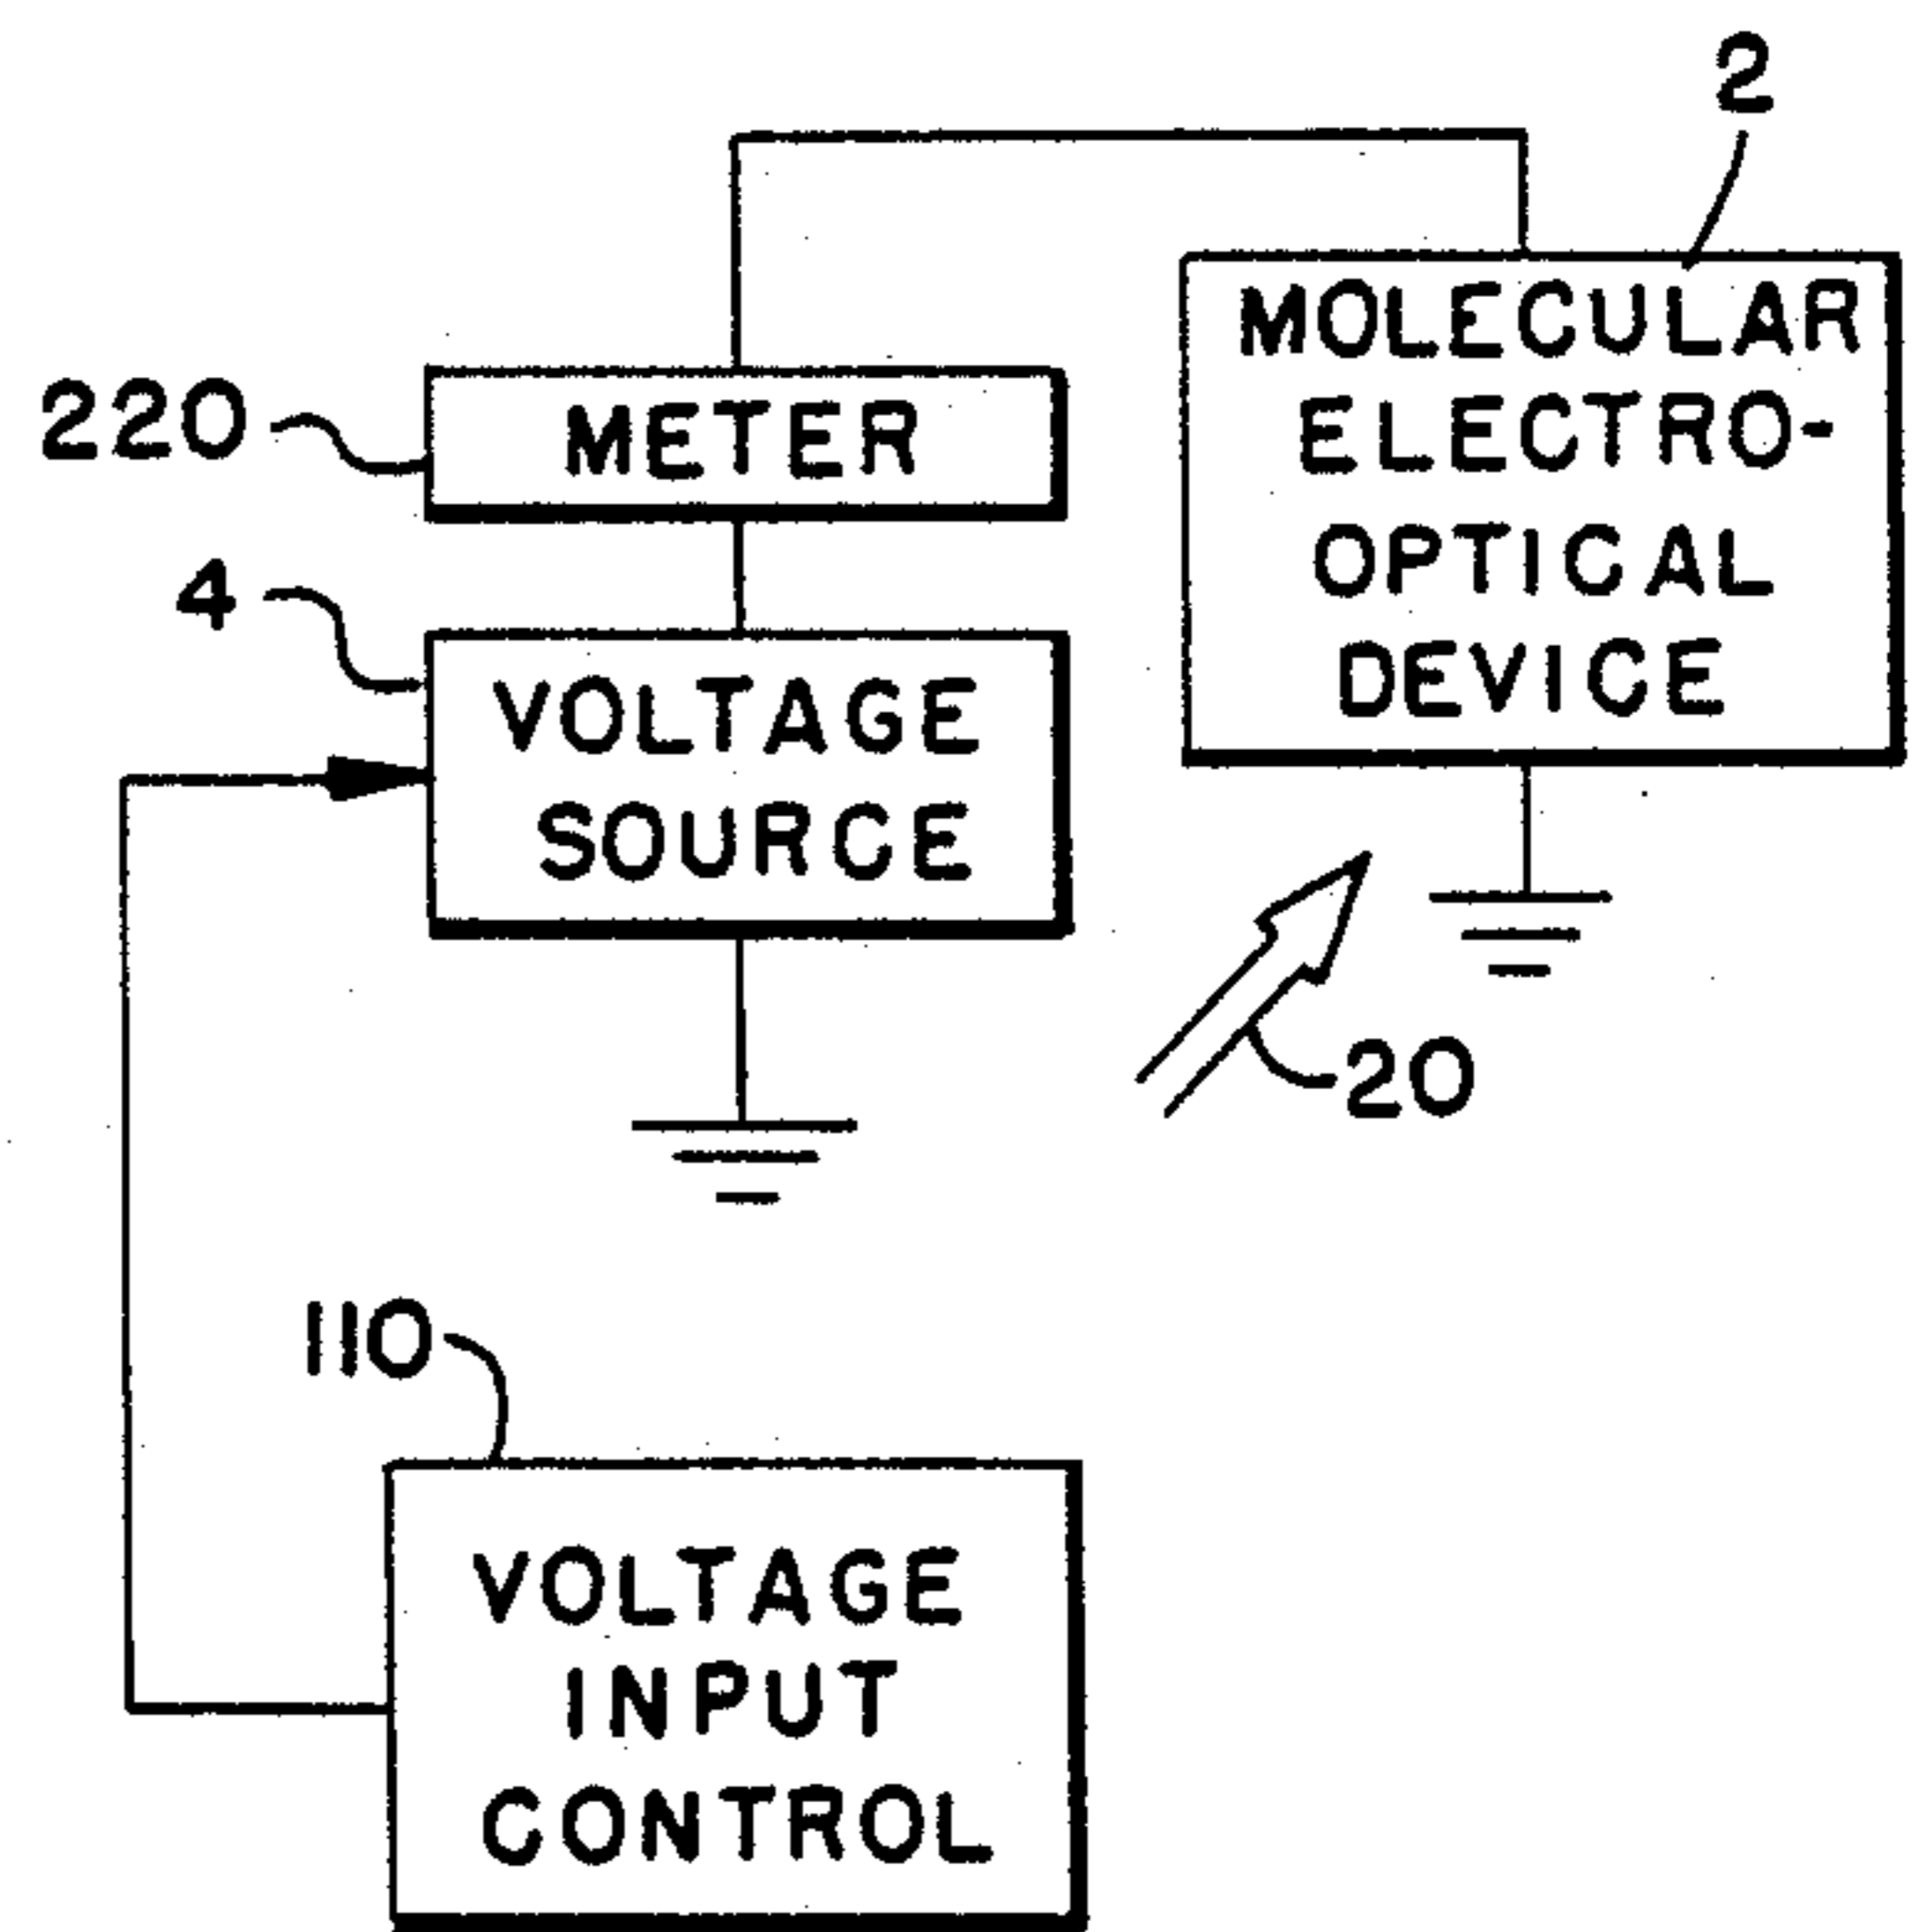 2
MOLECULAR
ELECTRO-
OPTICAL
DEVICE
220
METER
4
VOLTAGE
SOURCE
20
110
VOLTAGE
INPUT
CONTROL